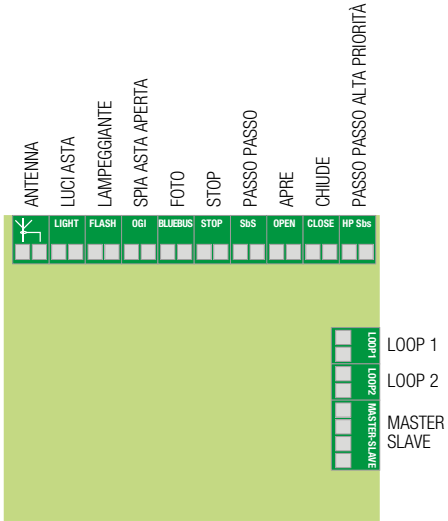 ANTENNA
LUCI ASTA
LAMPEGGIANTE
SPIA ASTA APERTA
FOTO
STOP
PASSO PASSO
APRE
CHIUDE
PASSO PASSO ALTA PRIORITÀ
LIGHT
FLASH
OGI
BLUEBUS
STOP
SbS
OPEN
CLOSE
HP Sbs
LOOP1
LOOP 1
LOOP2
LOOP 2
MASTER-SLAVE
MASTER
SLAVE